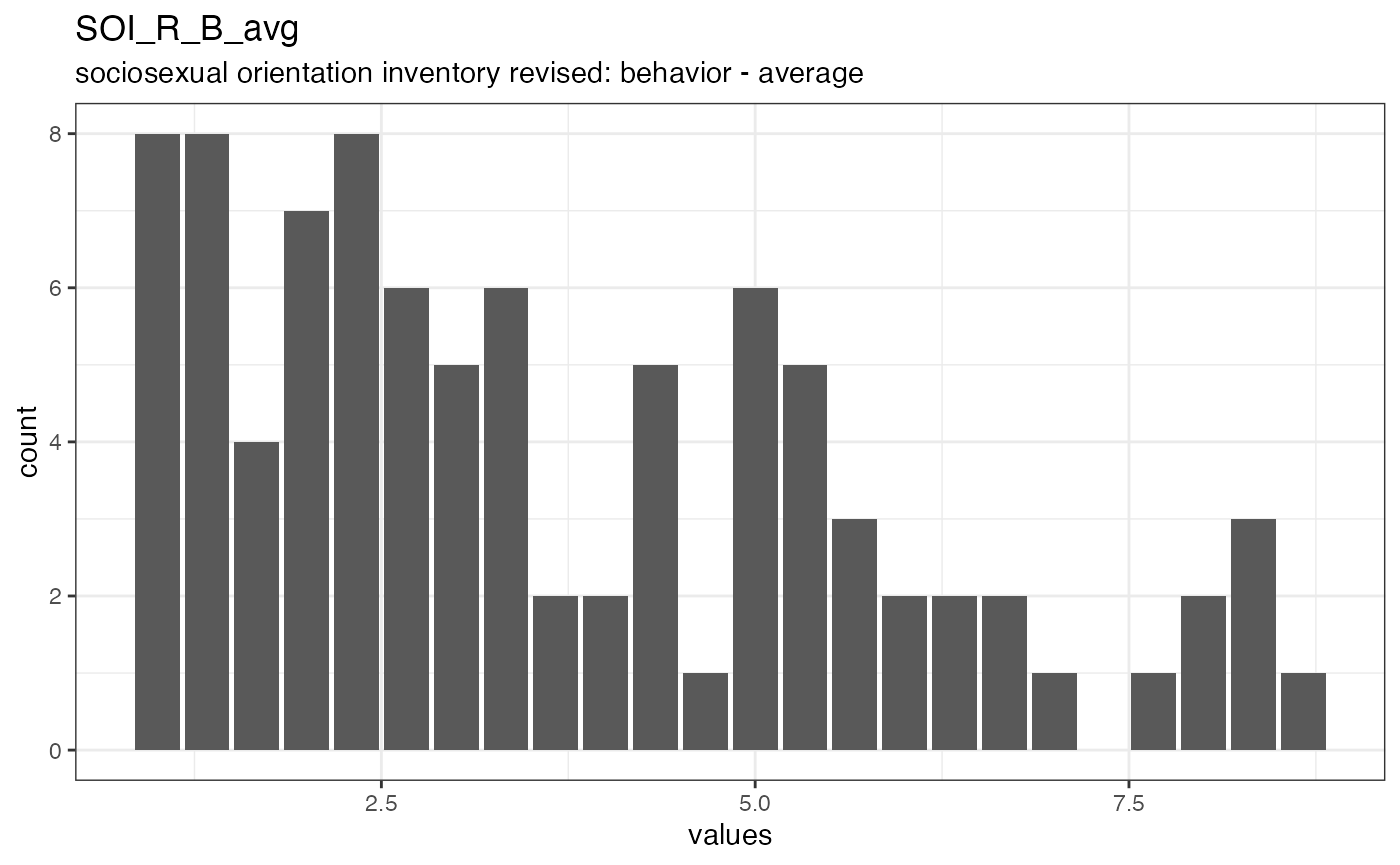 SOI_R_B_avg
sociosexual orientation inventory revised: behavior - average
8
6
4
2
0
count
2.5 5.0 7.5
values